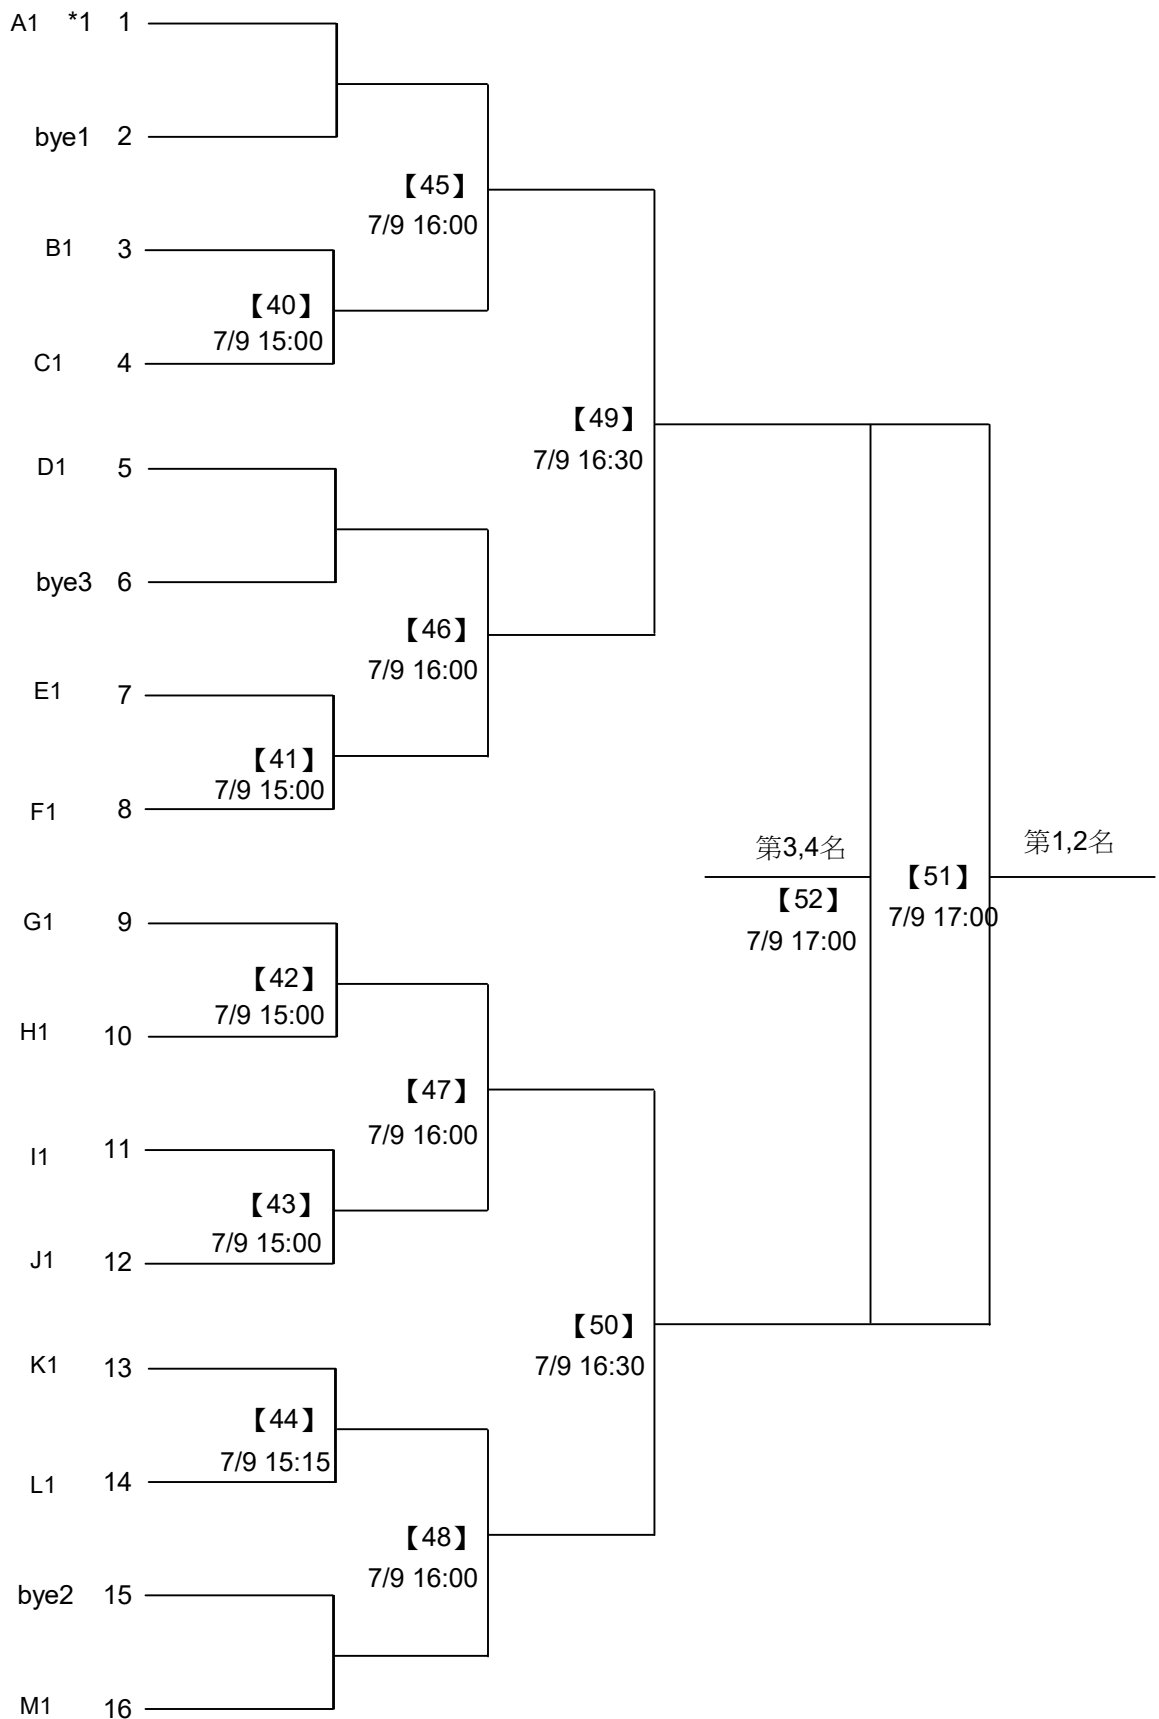 A1 *1 1
bye1 2
【45】
7/9 16:00
B1 3
【40】
7/9 15:00
C1 4
【49】
7/9 16:30
D1 5
bye3 6
【46】
7/9 16:00
E1 7
【41】
7/9 15:00
F1 8
第3,4名
第1,2名
【52】
7/9 17:00
【51】
7/9 17:00
G1 9
【42】
7/9 15:00
H1 10
【47】
7/9 16:00
I1 11
【43】
7/9 15:00
J1 12
【50】
7/9 16:30
K1 13
【44】
7/9 15:15
L1 14
【48】
7/9 16:00
bye2 15
M1 16